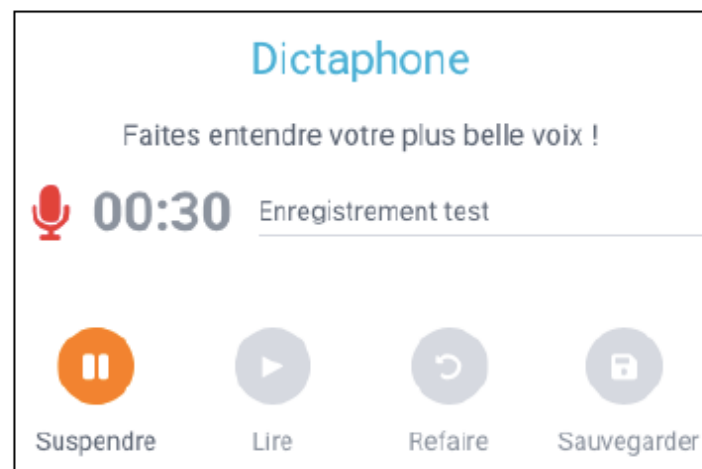 Dictaphone
Faites entendre votre plus belle voix !
00:30 Enregistrement test
Suspendre Lire Refaire Sauvegarder